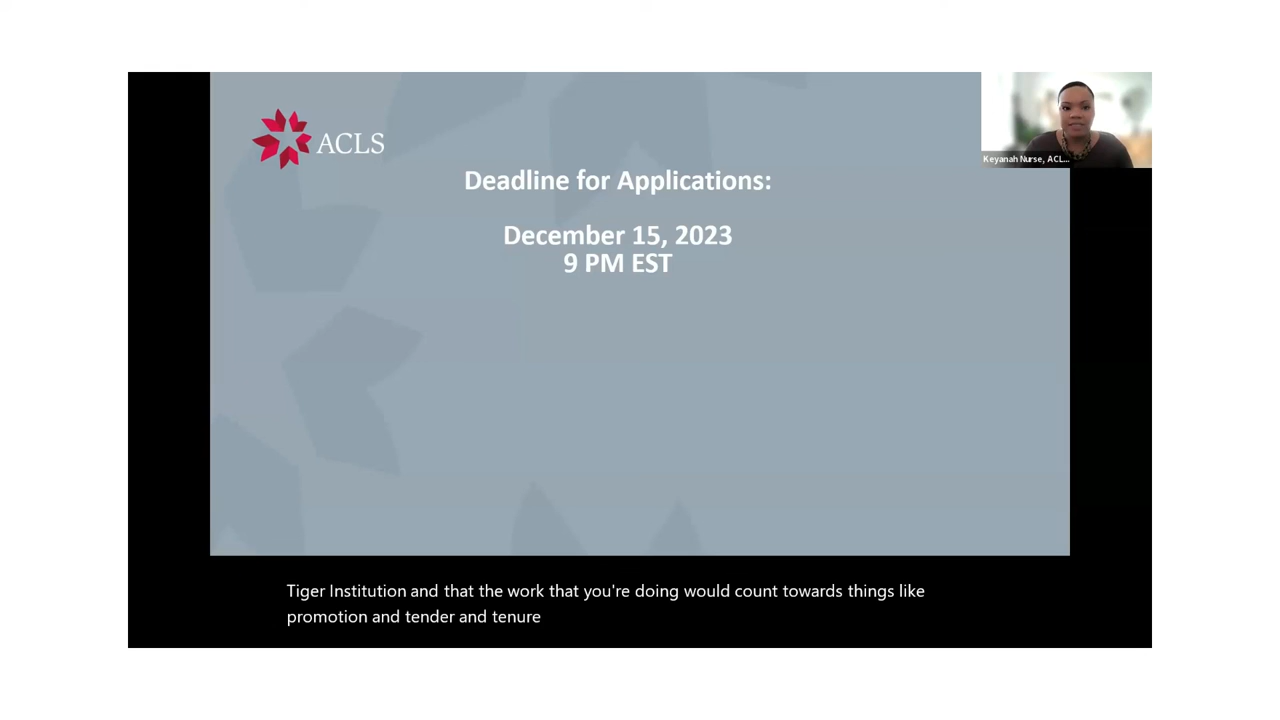 ACLS
Keyanah Nurse, ACL...
Deadline for Applications:
December 15, 2023
9 PM EST
Tiger Institution and that the work that you're doing would count towards things like
promotion and tender and tenure